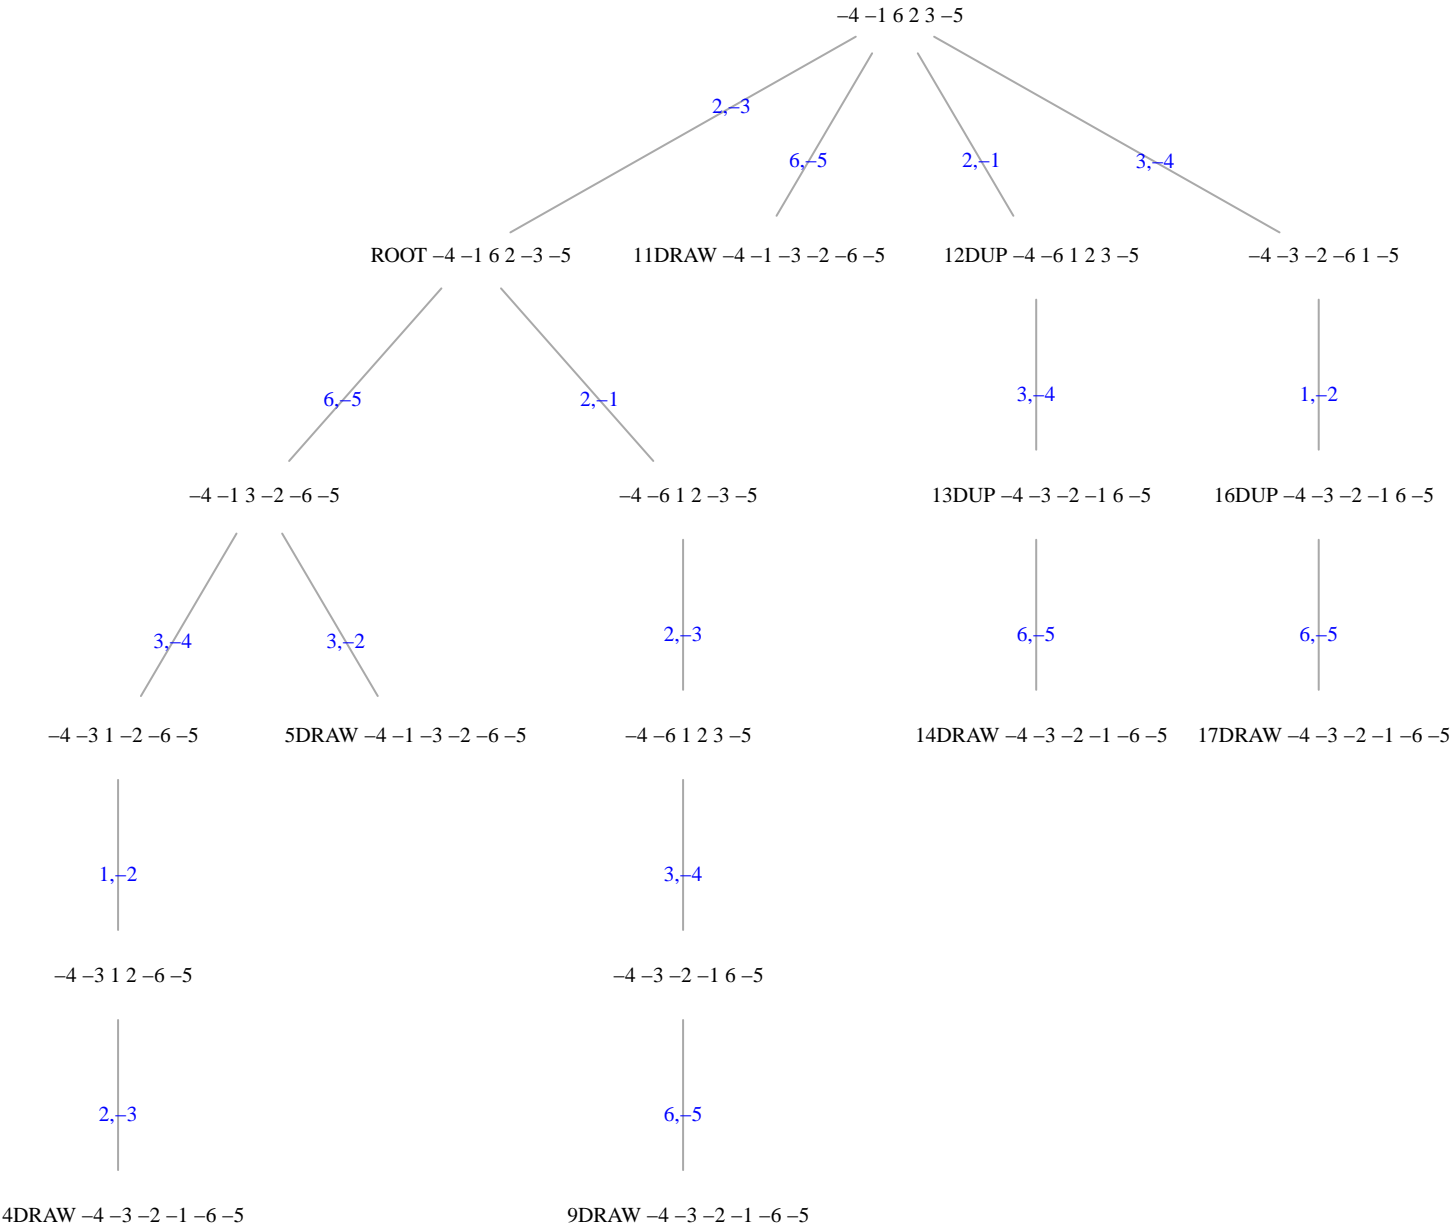 –4 –1 6 2 3 –5
2,–3
6,–5
2,–1
3,–4
ROOT –4 –1 6 2 –3 –5
11DRAW –4 –1 –3 –2 –6 –5
12DUP –4 –6 1 2 3 –5
–4 –3 –2 –6 1 –5
6,–5
2,–1
3,–4
1,–2
–4 –1 3 –2 –6 –5
–4 –6 1 2 –3 –5
13DUP –4 –3 –2 –1 6 –5
16DUP –4 –3 –2 –1 6 –5
3,–4
3,–2
2,–3
6,–5
6,–5
–4 –3 1 –2 –6 –5
5DRAW –4 –1 –3 –2 –6 –5
–4 –6 1 2 3 –5
14DRAW –4 –3 –2 –1 –6 –5
17DRAW –4 –3 –2 –1 –6 –5
1,–2
3,–4
–4 –3 1 2 –6 –5
–4 –3 –2 –1 6 –5
2,–3
6,–5
4DRAW –4 –3 –2 –1 –6 –5
9DRAW –4 –3 –2 –1 –6 –5